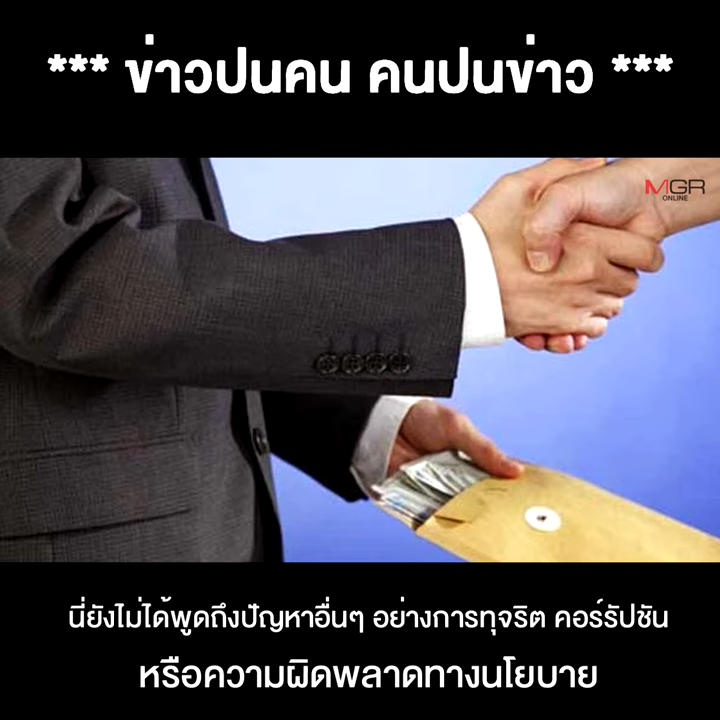 *** ข่าวปนคน คนปนข่าว ***
MGR
ONLINE
นี่ยังไม่ได้พูดถึงปัญหาอื่นๆ อย่างการทุจริต คอร์รัปชัน
หรือความผิดพลาดทางนโยบาย